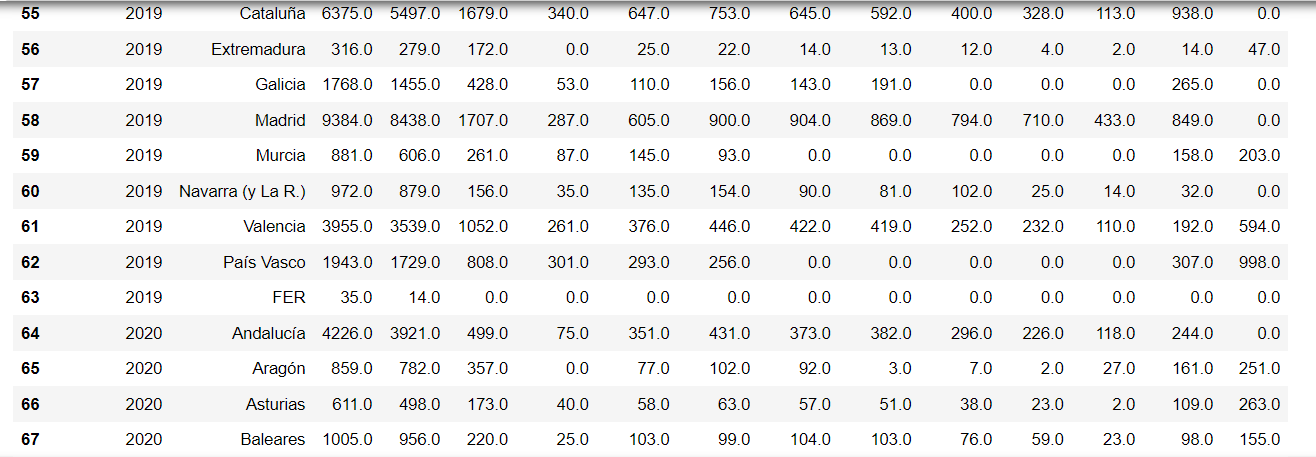 55 2019 Cataluña 6375.0 5497.0 1679.0 340.0 647.0 753.0 645.0 592.0 400.0 328.0 113.0 938.0 0.0
56 2019 Extremadura 316.0 279.0 172.0 0.0 25.0 22.0 14.0 13.0 12.0 4.0 2.0 14.0 47.0
57 2019 Galicia 1768.0 1455.0 428.0 53.0 110.0 156.0 143.0 191.0 0.0 0.0 0.0 265.0 0.0
58 2019 Madrid 9384.0 8438.0 1707.0 287.0 605.0 900.0 904.0 869.0 794.0 710.0 433.0 849.0 0.0
59 2019 Murcia 881.0 606.0 261.0 87.0 145.0 93.0 0.0 0.0 0.0 0.0 0.0 158.0 203.0
60 2019 Navarra (y La R.) 972.0 879.0 156.0 35.0 135.0 154.0 90.0 81.0 102.0 25.0 14.0 32.0 0.0
61 2019 Valencia 3955.0 3539.0 1052.0 261.0 376.0 446.0 422.0 419.0 252.0 232.0 110.0 192.0 594.0
62 2019 País Vasco 1943.0 1729.0 808.0 301.0 293.0 256.0 0.0 0.0 0.0 0.0 0.0 307.0 998.0
63 2019 FER 35.0 14.0 0.0 0.0 0.0 0.0 0.0 0.0 0.0 0.0 0.0 0.0 0.0
64 2020 Andalucía 4226.0 3921.0 499.0 75.0 351.0 431.0 373.0 382.0 296.0 226.0 118.0 244.0 0.0
65 2020 Aragón 859.0 782.0 357.0 0.0 77.0 102.0 92.0 3.0 7.0 2.0 27.0 161.0 251.0
66 2020 Asturias 611.0 498.0 173.0 40.0 58.0 63.0 57.0 51.0 38.0 23.0 2.0 109.0 263.0
67 2020 Baleares 1005.0 956.0 220.0 25.0 103.0 99.0 104.0 103.0 76.0 59.0 23.0 98.0 155.0